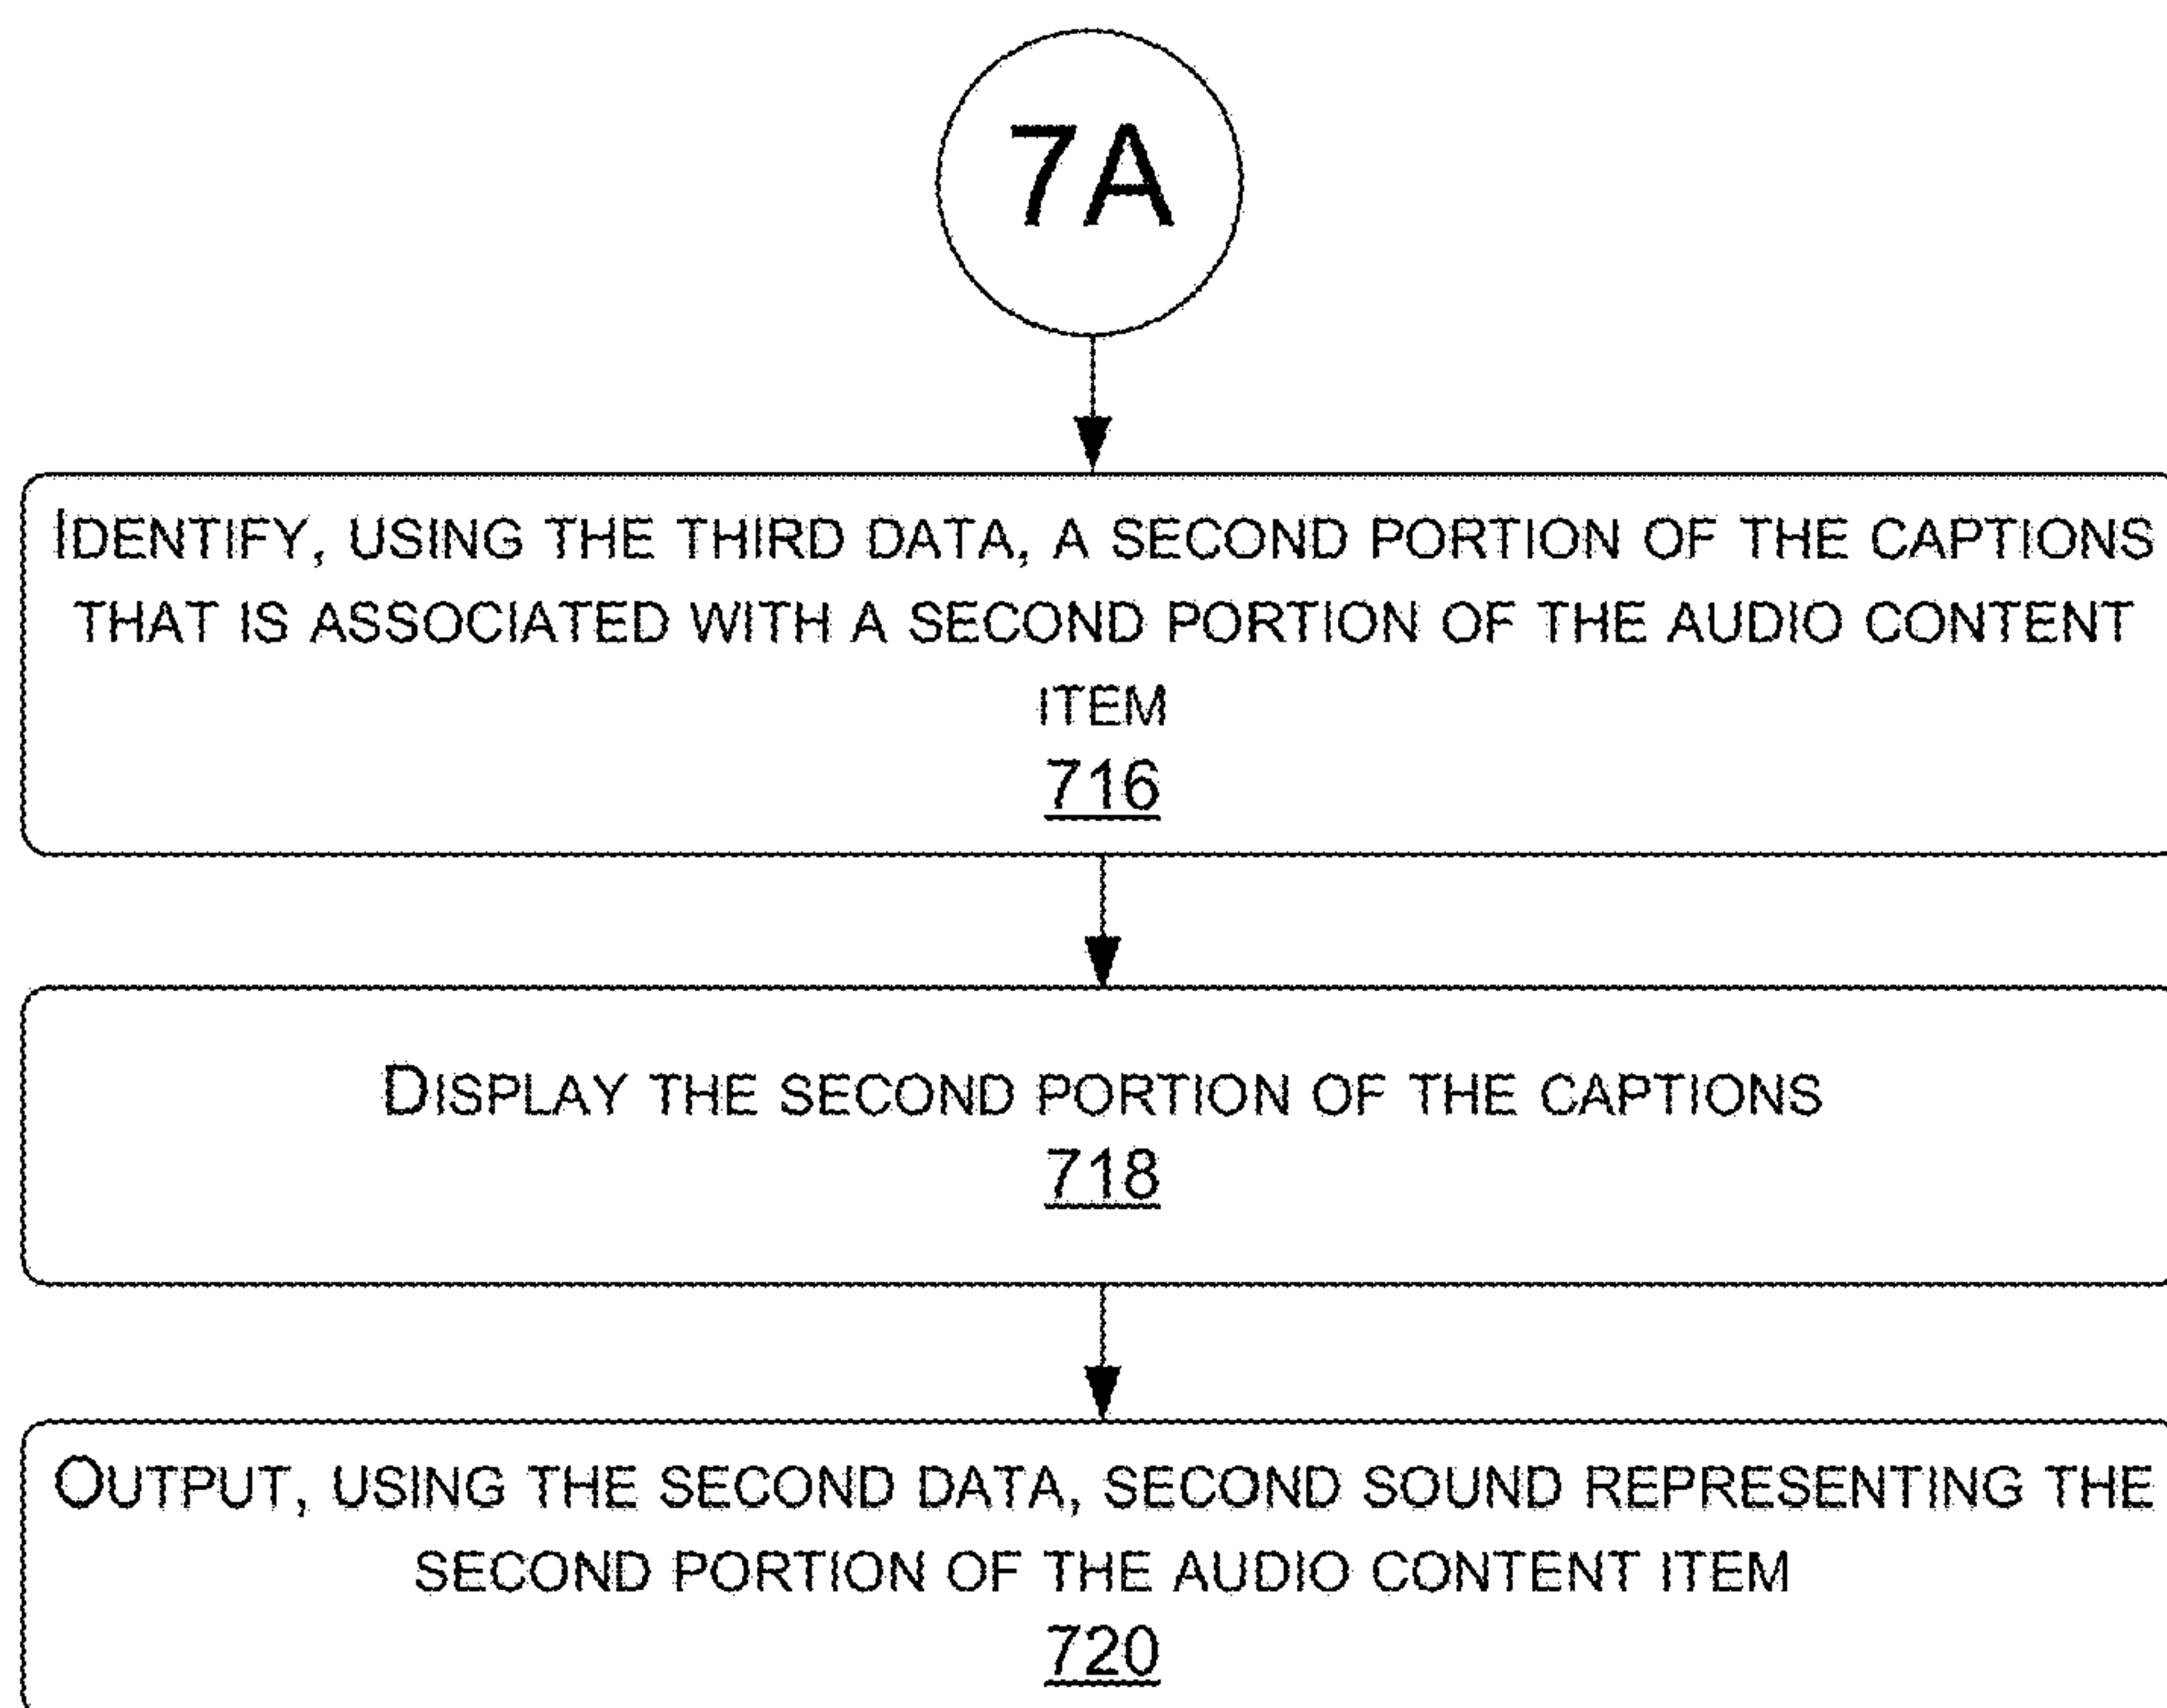 7A
IDENTIFY, USING THE THIRD DATA, A SECOND PORTION OF THE CAPTIONS
THAT IS ASSOCIATED WITH A SECOND PORTION OF THE AUDIO CONTENT
ITEM
716
DISPLAY THE SECOND PORTION OF THE CAPTIONS
718
OUTPUT, USING THE SECOND DATA, SECOND SOUND REPRESENTING THE
SECOND PORTION OF THE AUDIO CONTENT ITEM
720